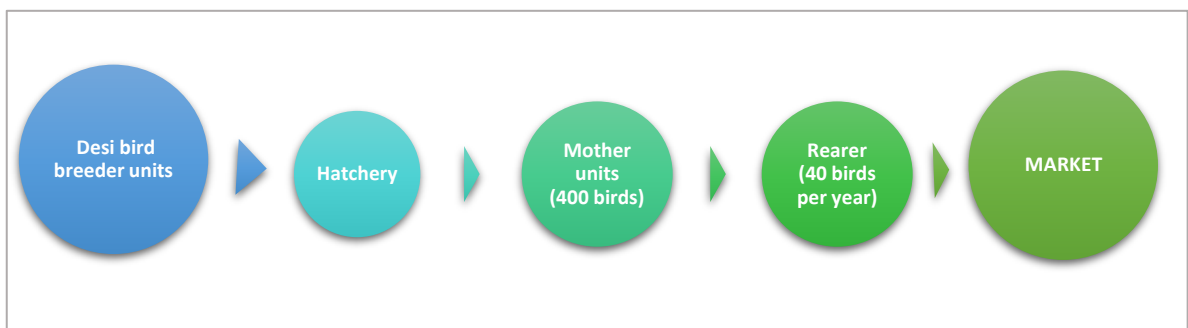 Desi bird
breeder units
Hatchery
Mother
units
(400 birds)
Rearer
(40 birds
per year)
MARKET